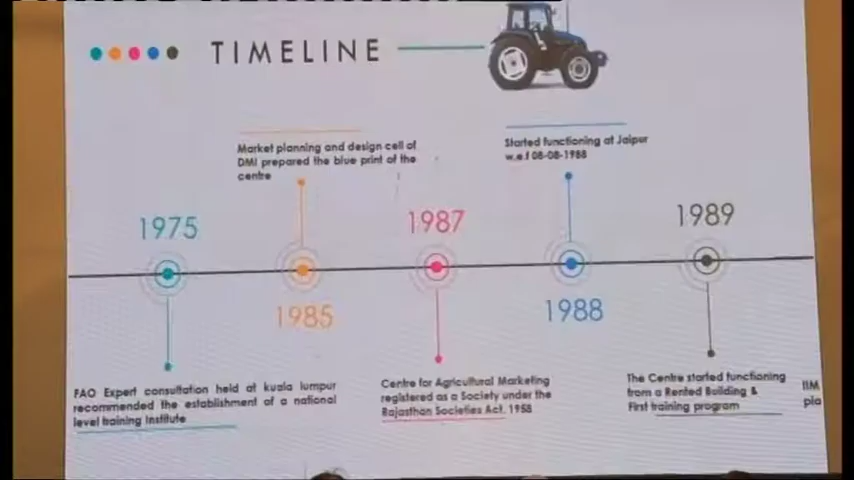 TIMELINE
Market planning and design cell of
DMI prepared the blue print of the
centre
Started functioning at Jaipur
w.e.f 08-08-1988
1975
1987
1989
1985
1988
FAO Expert consultation held at kuala lumpur
recommended the establishment of a national
level training Institute
Centre for Agricultural Marketing
registered as a Society under the
Rajasthan Societies Act, 1958
The Centre started functioning
from a Rented Building &
First training program
IIM
pla